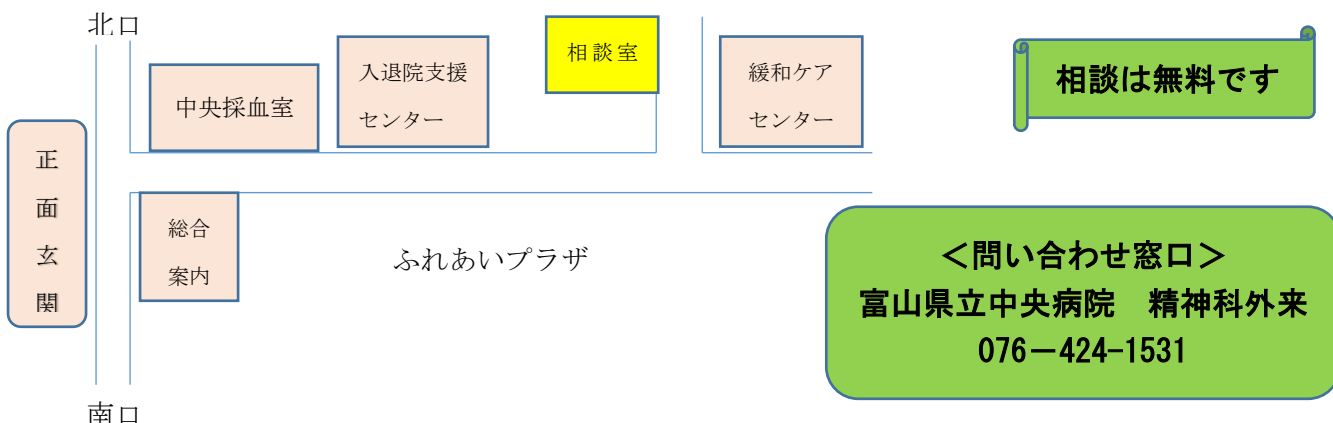 北口
中央採血室
入退院支援
センター
相談室
緩和ケア
センター
相談は無料です
正
面
玄
関
総合
案内
ふれあいプラザ
＜問い合わせ窓口＞
富山県立中央病院　精神科外来
076－424-1531
南口